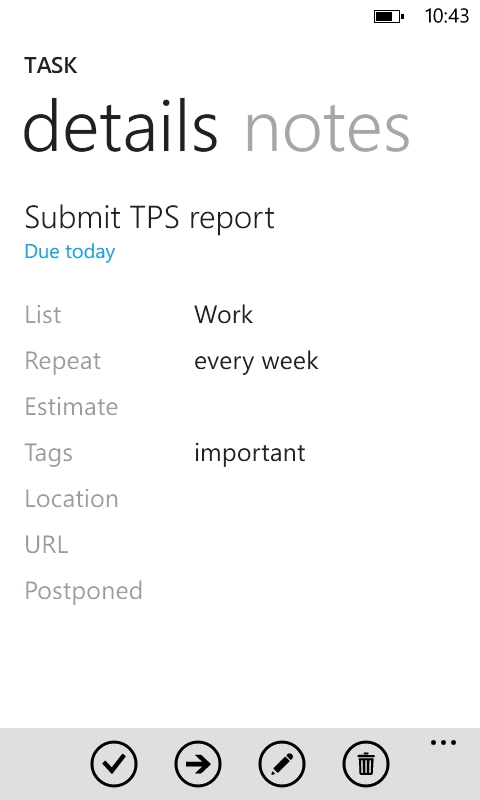 10:43
TASK
details notes
Submit TPS report
Due today
List Work
Repeat every week
Estimate
Tags important
Location
URL
Postponed